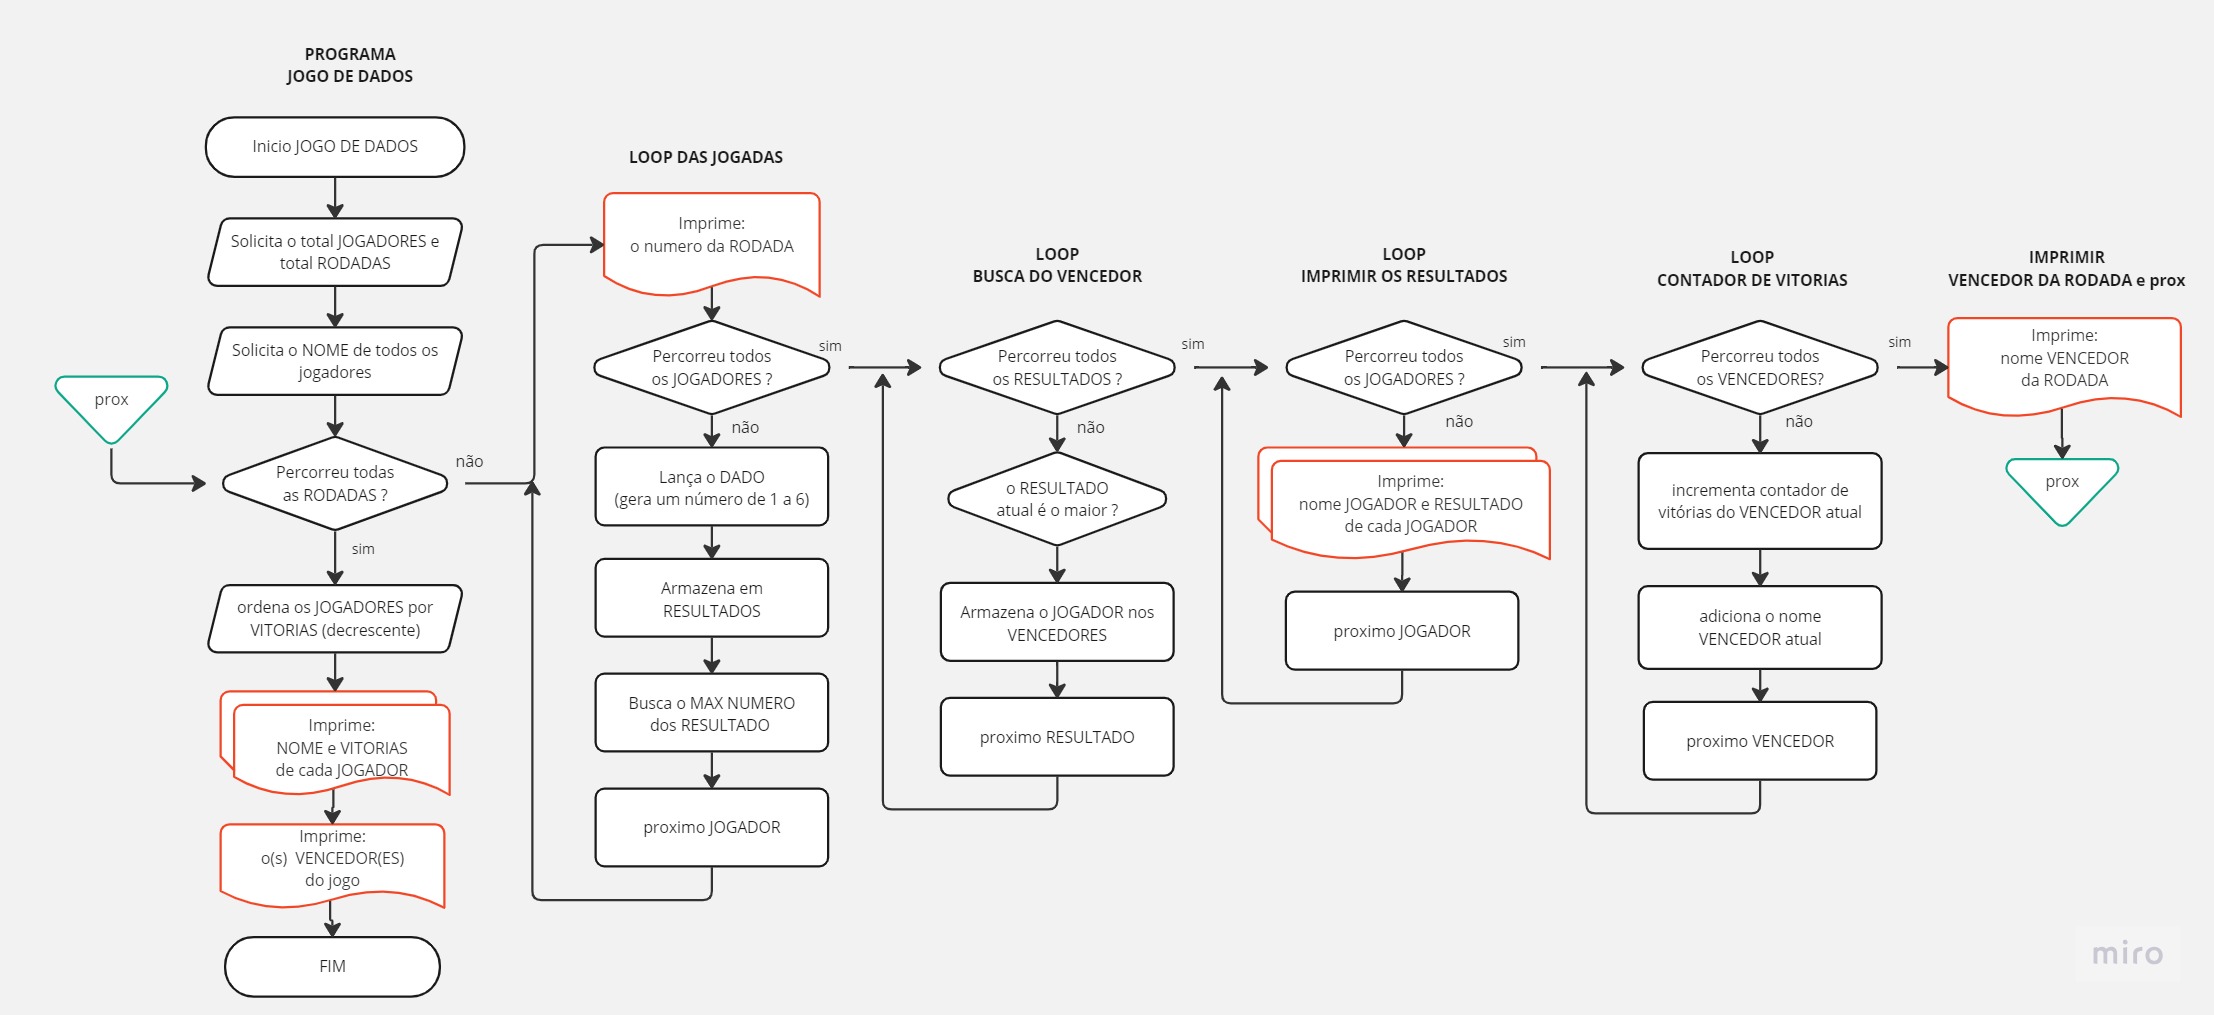 PROGRAMA
JOGO DE DADOS
Inicio JOGO DE DADOS
Solicita o total JOGADORES e
total RODADAS
Solicita o NOME de todos os
jogadores
prox
Percorreu todas
as RODADAS ?
não
sim
ordena os JOGADORES por
VITORIAS (decrescente)
Imprime:
NOME e VITORIAS
de cada JOGADOR
Imprime:
o(s)  VENCEDOR(ES)
do jogo
FIM
LOOP DAS JOGADAS
Imprime:
o numero da RODADA
Percorreu todos
os JOGADORES ?
sim
não
Lança o DADO
(gera um número de 1 a 6)
Armazena em
RESULTADOS
Busca o MAX NUMERO
dos RESULTADO
proximo JOGADOR
LOOP
BUSCA DO VENCEDOR
Percorreu todos
os RESULTADOS ?
sim
não
o RESULTADO
atual é o maior ?
Armazena o JOGADOR nos
VENCEDORES
proximo RESULTADO
LOOP
IMPRIMIR OS RESULTADOS
Percorreu todos
os JOGADORES ?
sim
não
Imprime:
nome JOGADOR e RESULTADO
de cada JOGADOR
proximo JOGADOR
LOOP
CONTADOR DE VITORIAS
Percorreu todos
os VENCEDORES?
sim
não
incrementa contador de
vitórias do VENCEDOR atual
adiciona o nome
VENCEDOR atual
proximo VENCEDOR
IMPRIMIR
VENCEDOR DA RODADA e prox
Imprime:
nome VENCEDOR
da RODADA
prox
miro